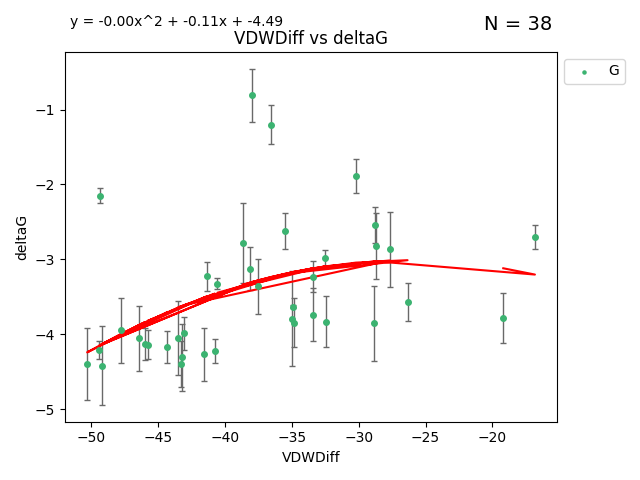 y = -0.00x^2 + -0.11x + -4.49
N = 38
VDWDiff vs deltaG
G
−1
−2
−3
−4
−5
deltaG
−50 −45 −40 −35 −30 −25 −20
VDWDiff